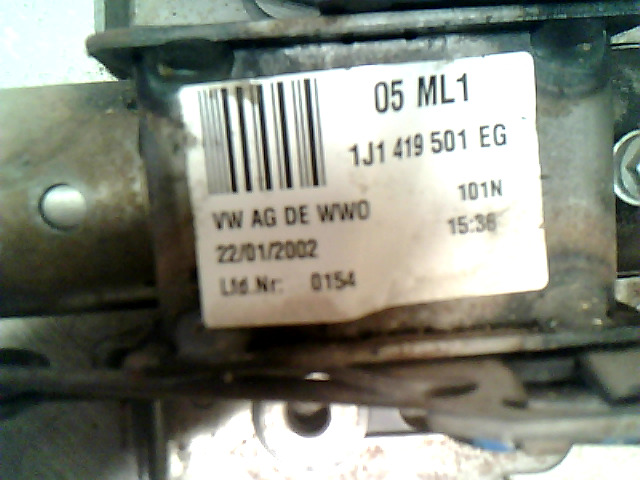 05 ML1
1J1 419 501 EG
101N
VW AG DE WWO
15:36
22/01/2002
Lfd.Nr: 0154